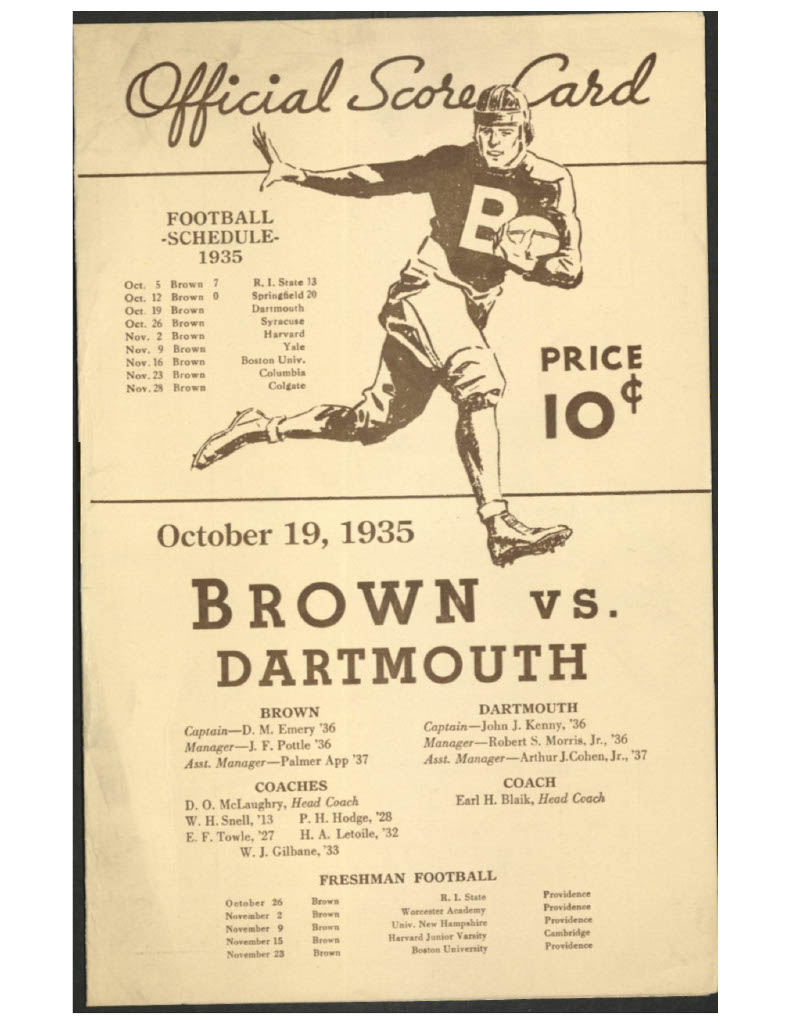 Official Score Card
FOOTBALL
-SCHEDULE-
1935
Oct. 5 Brown 7 R. I. State 13
Oct. 12 Brown 0 Springfield 20
Oct. 19 Brown Dartmouth
Oct. 26 Brown Syracuse
Nov. 2 Brown Harvard
Nov. 9 Brown Yale
Nov. 16 Brown Boston Univ.
Nov. 23 Brown Columbia
Nov. 28 Brown Colgate
B
PRICE
10¢
October 19, 1935
BROWN vs.
DARTMOUTH
BROWN
Captain—D. M. Emery '36
Manager—J. F. Pottle '36
Asst. Manager—Palmer App '37
COACHES
D. O. McLaughry, Head Coach
W. H. Snell, '13 P. H. Hodge, '28
E. F. Towle, '27 H. A. Letoile, '32
W. J. Gilbane, '33
DARTMOUTH
Captain—John J. Kenny, '36
Manager—Robert S. Morris, Jr., '36
Asst. Manager—Arthur J.Cohen, Jr., '37
COACH
Earl H. Blaik, Head Coach
FRESHMAN FOOTBALL
October 26 Brown R. I. State Providence
November 2 Brown Worcester Academy Providence
November 9 Brown Univ. New Hampshire Providence
November 15 Brown Harvard Junior Varsity Cambridge
November 23 Brown Boston University Providence